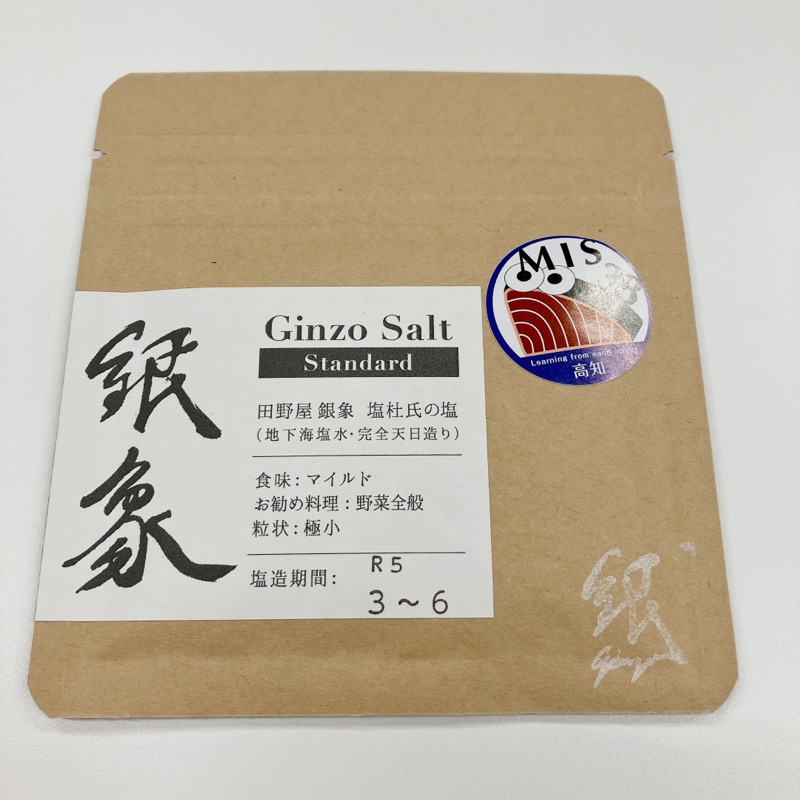 銀象
Ginzo Salt
Standard
田野屋 銀象 塩杜氏の塩
(地下海塩水・完全天日造り)
食味：マイルド
お勧め料理：野菜全般
粒状：極小
塩造期間：
R5
3～6
MIS
38
Learning from each other
高知
銀